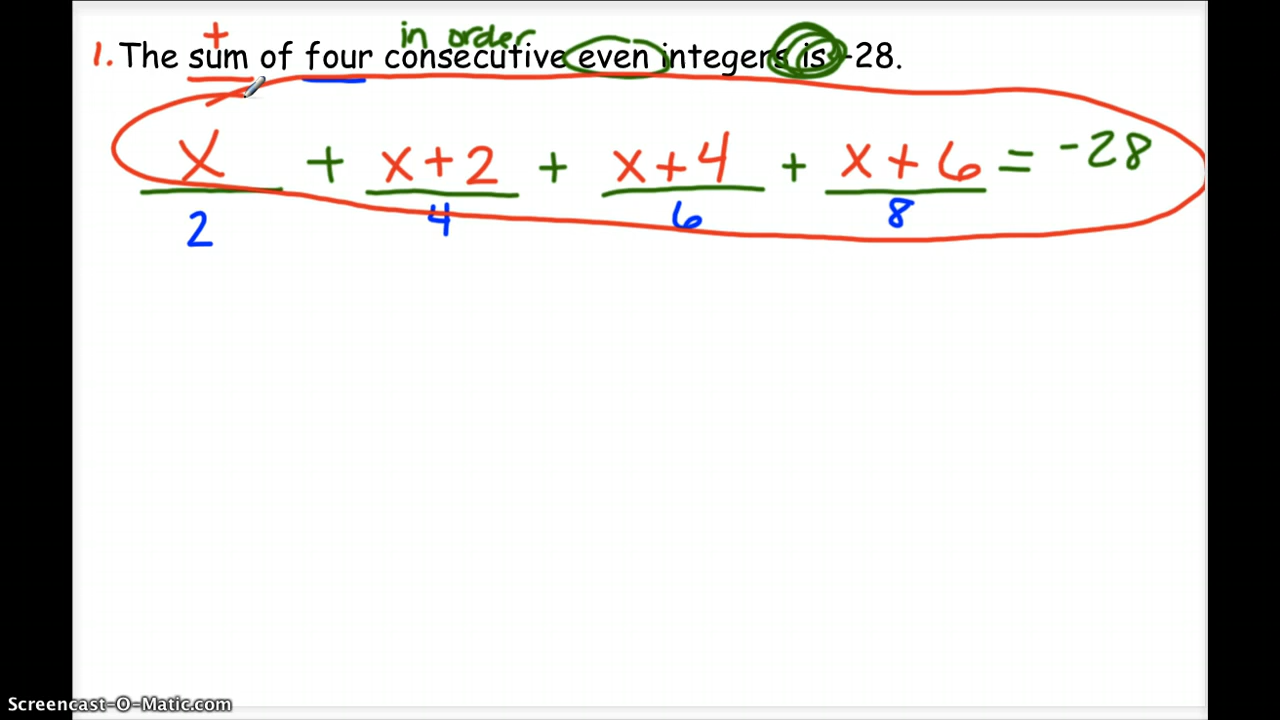 + in order
1. The sum of four consecutive even integers is -28.
x + x+2 + x+4 + x+6 = -28
2 4 6 8
Screencast-O-Matic.com